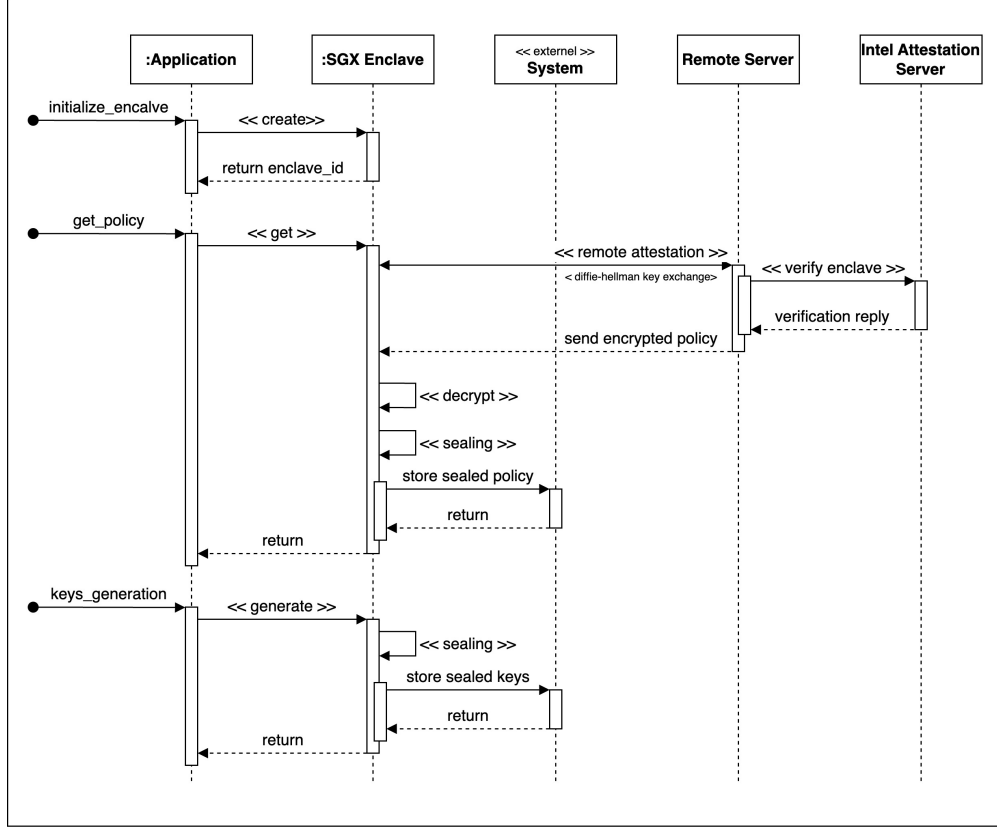 :Application
:SGX Enclave
<< externel >>
System
Remote Server
Intel Attestation
Server
initialize_encalve
<< create>>
return enclave_id
get_policy
<< get >>
<< remote attestation >>
< diffie-hellman key exchange>
<< verify enclave >>
verification reply
send encrypted policy
<< decrypt >>
<< sealing >>
store sealed policy
return
return
keys_generation
<< generate >>
<< sealing >>
store sealed keys
return
return